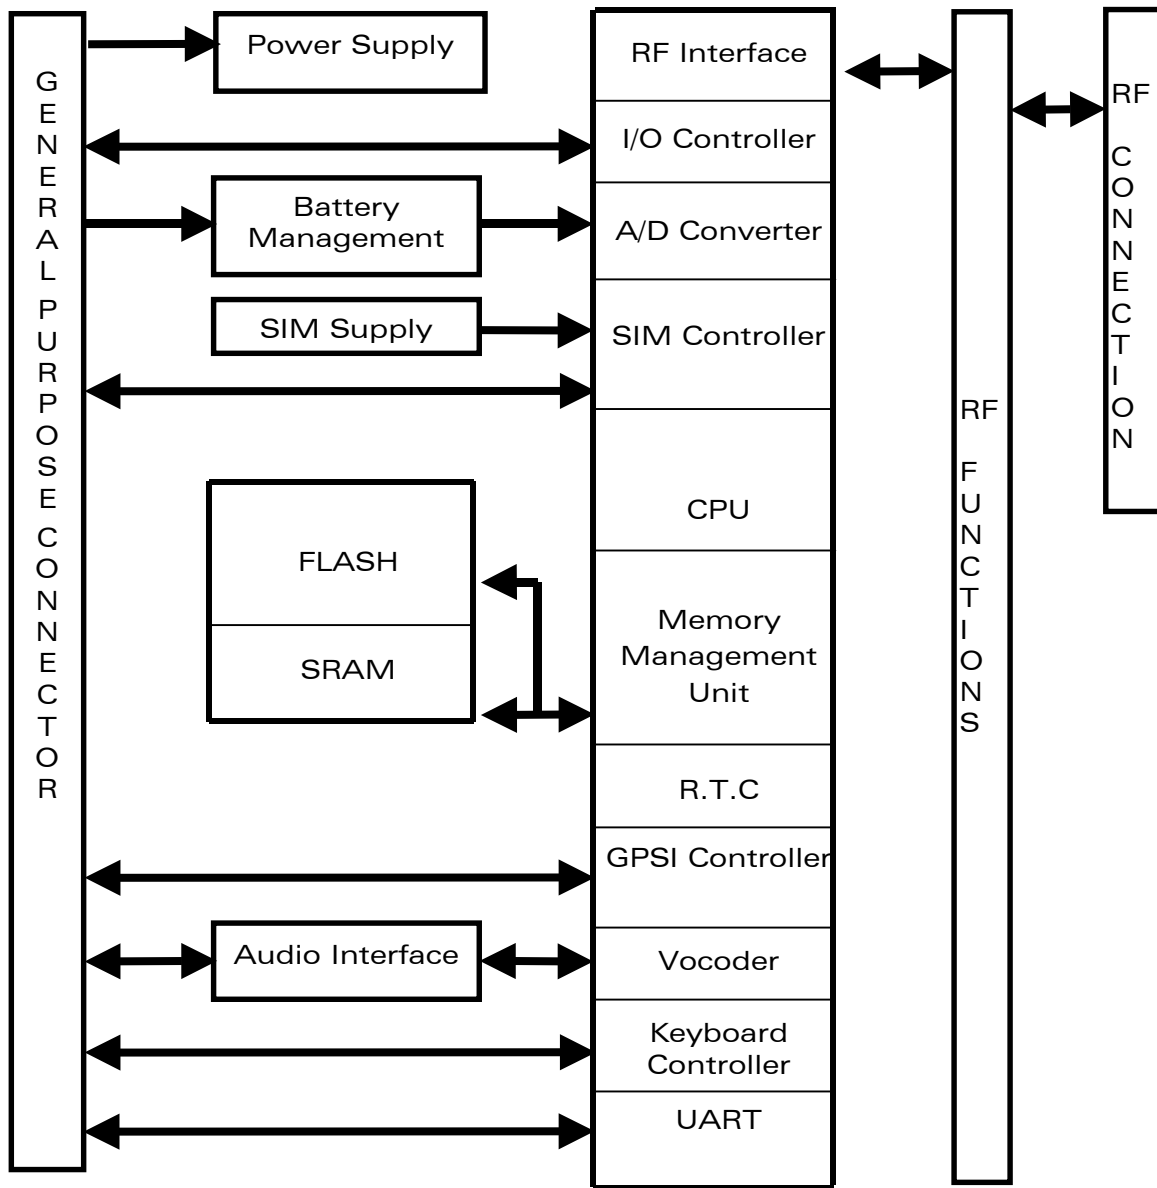 GENERAL PURPOSE CONNECTOR
Power Supply
Battery
Management
SIM Supply
FLASH
SRAM
Audio Interface
RF Interface
I/O Controller
A/D Converter
SIM Controller
CPU
Memory
Management
Unit
R.T.C
GPSI Controller
Vocoder
Keyboard
Controller
UART
RF FUNCTIONS
RF CONNECTION